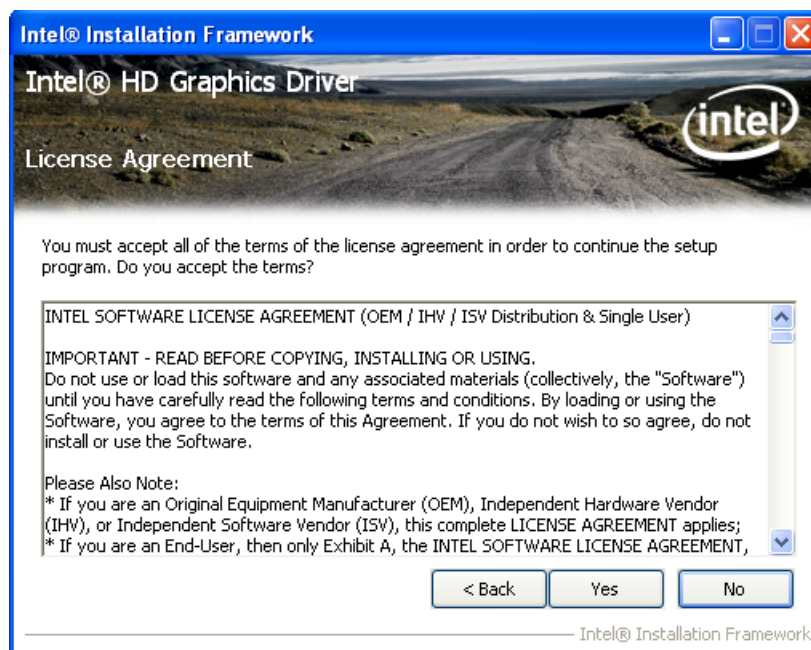 Intel® Installation Framework
Intel® HD Graphics Driver
intel
License Agreement
You must accept all of the terms of the license agreement in order to continue the setup
program. Do you accept the terms?
INTEL SOFTWARE LICENSE AGREEMENT (OEM / IHV / ISV Distribution & Single User)
IMPORTANT - READ BEFORE COPYING, INSTALLING OR USING.
Do not use or load this software and any associated materials (collectively, the "Software")
until you have carefully read the following terms and conditions. By loading or using the
Software, you agree to the terms of this Agreement. If you do not wish to so agree, do not
install or use the Software.
Please Also Note:
* If you are an Original Equipment Manufacturer (OEM), Independent Hardware Vendor
(IHV), or Independent Software Vendor (ISV), this complete LICENSE AGREEMENT applies;
* If you are an End-User, then only Exhibit A, the INTEL SOFTWARE LICENSE AGREEMENT,
< Back Yes No
Intel® Installation Framework